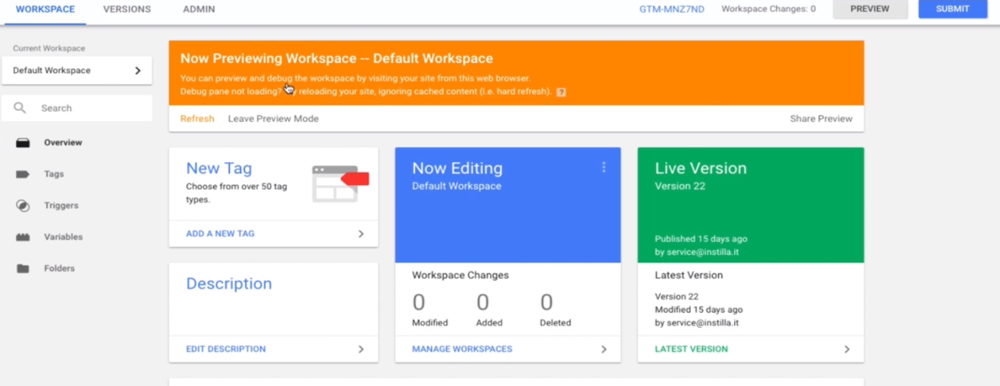 WORKSPACE VERSIONS ADMIN GTM-MNZ7ND Workspace Changes: 0 PREVIEW SUBMIT
Current Workspace
Default Workspace
Search
Overview
Tags
Triggers
Variables
Folders
Now Previewing Workspace -- Default Workspace
You can preview and debug the workspace by visiting your site from this web browser.
Debug pane not loading? reloading your site, ignoring cached content (i.e. hard refresh). ?
Refresh Leave Preview Mode Share Preview
New Tag
Choose from over 50 tag
types.
ADD A NEW TAG
Description
EDIT DESCRIPTION
Now Editing
Default Workspace
Workspace Changes
0 0 0
Modified Added Deleted
MANAGE WORKSPACES
Live Version
Version 22
Published 15 days ago
by service@instilla.it
Latest Version
Version 22
Modified 15 days ago
by service@instilla.it
LATEST VERSION